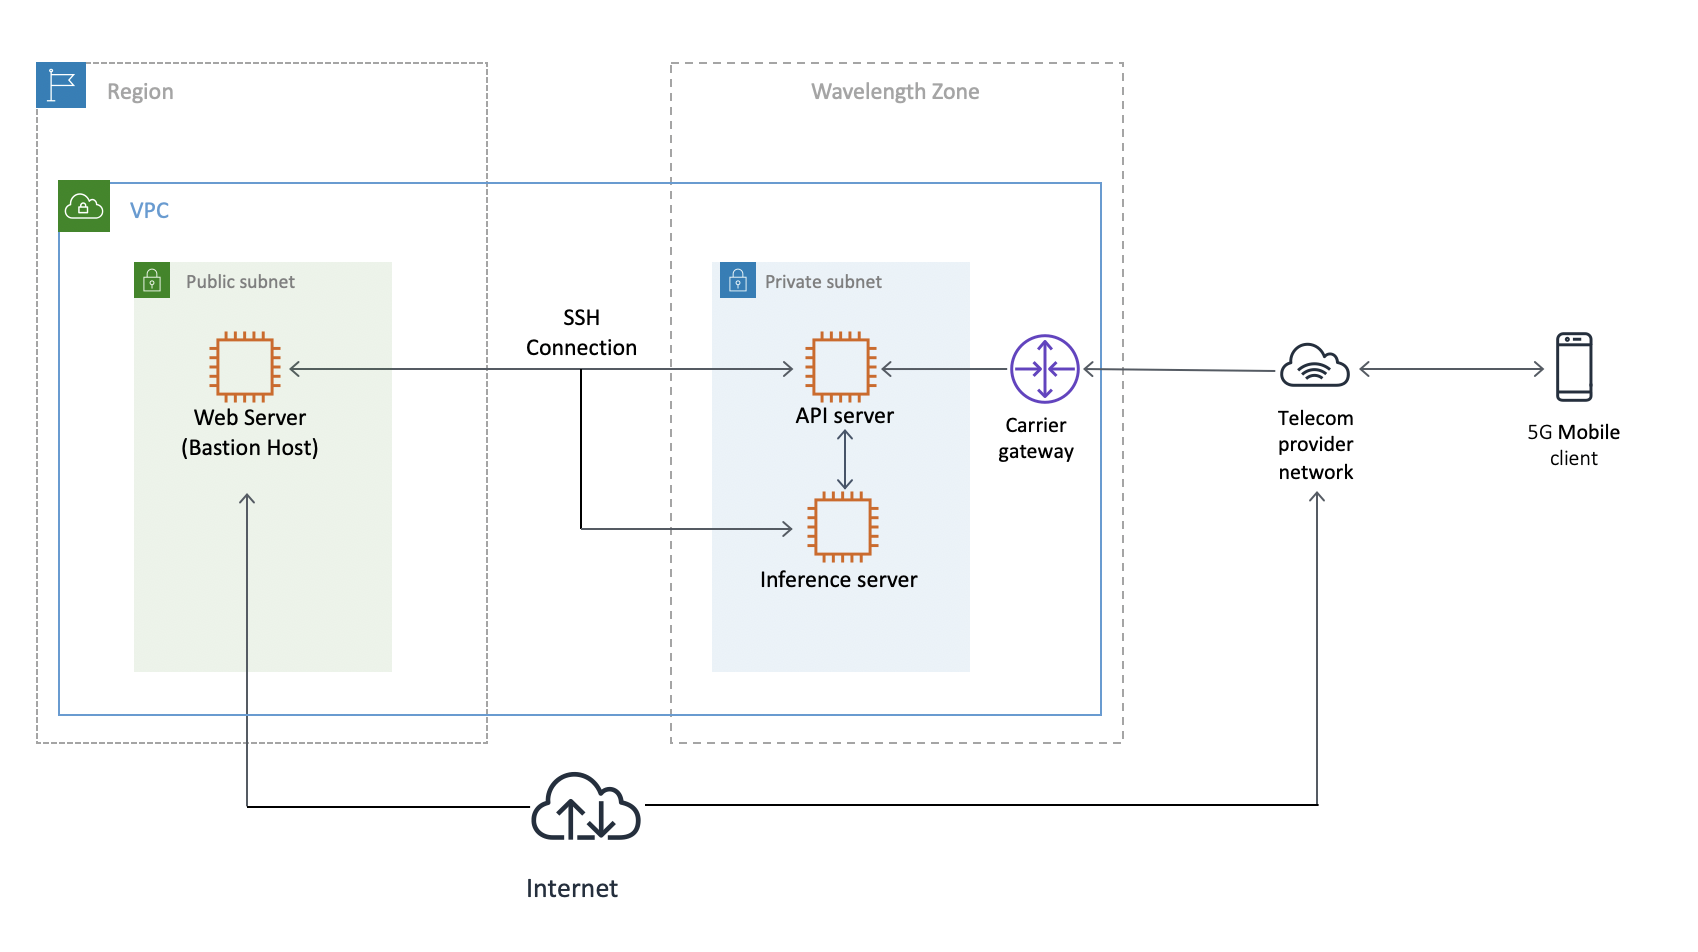 Region
Wavelength Zone
VPC
Public subnet
Private subnet
SSH
Connection
Web Server
(Bastion Host)
API server
Inference server
Carrier
gateway
Telecom
provider
network
5G Mobile
client
Internet